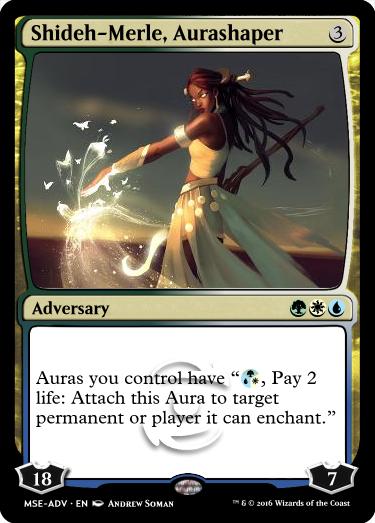 Shideh-Merle, Aurashaper 3
Adversary
Auras you control have “, Pay 2
life: Attach this Aura to target
permanent or player it can enchant.”
18 7
MSE-ADV • EN Andrew Soman ™ & © 2016 Wizards of the Coast